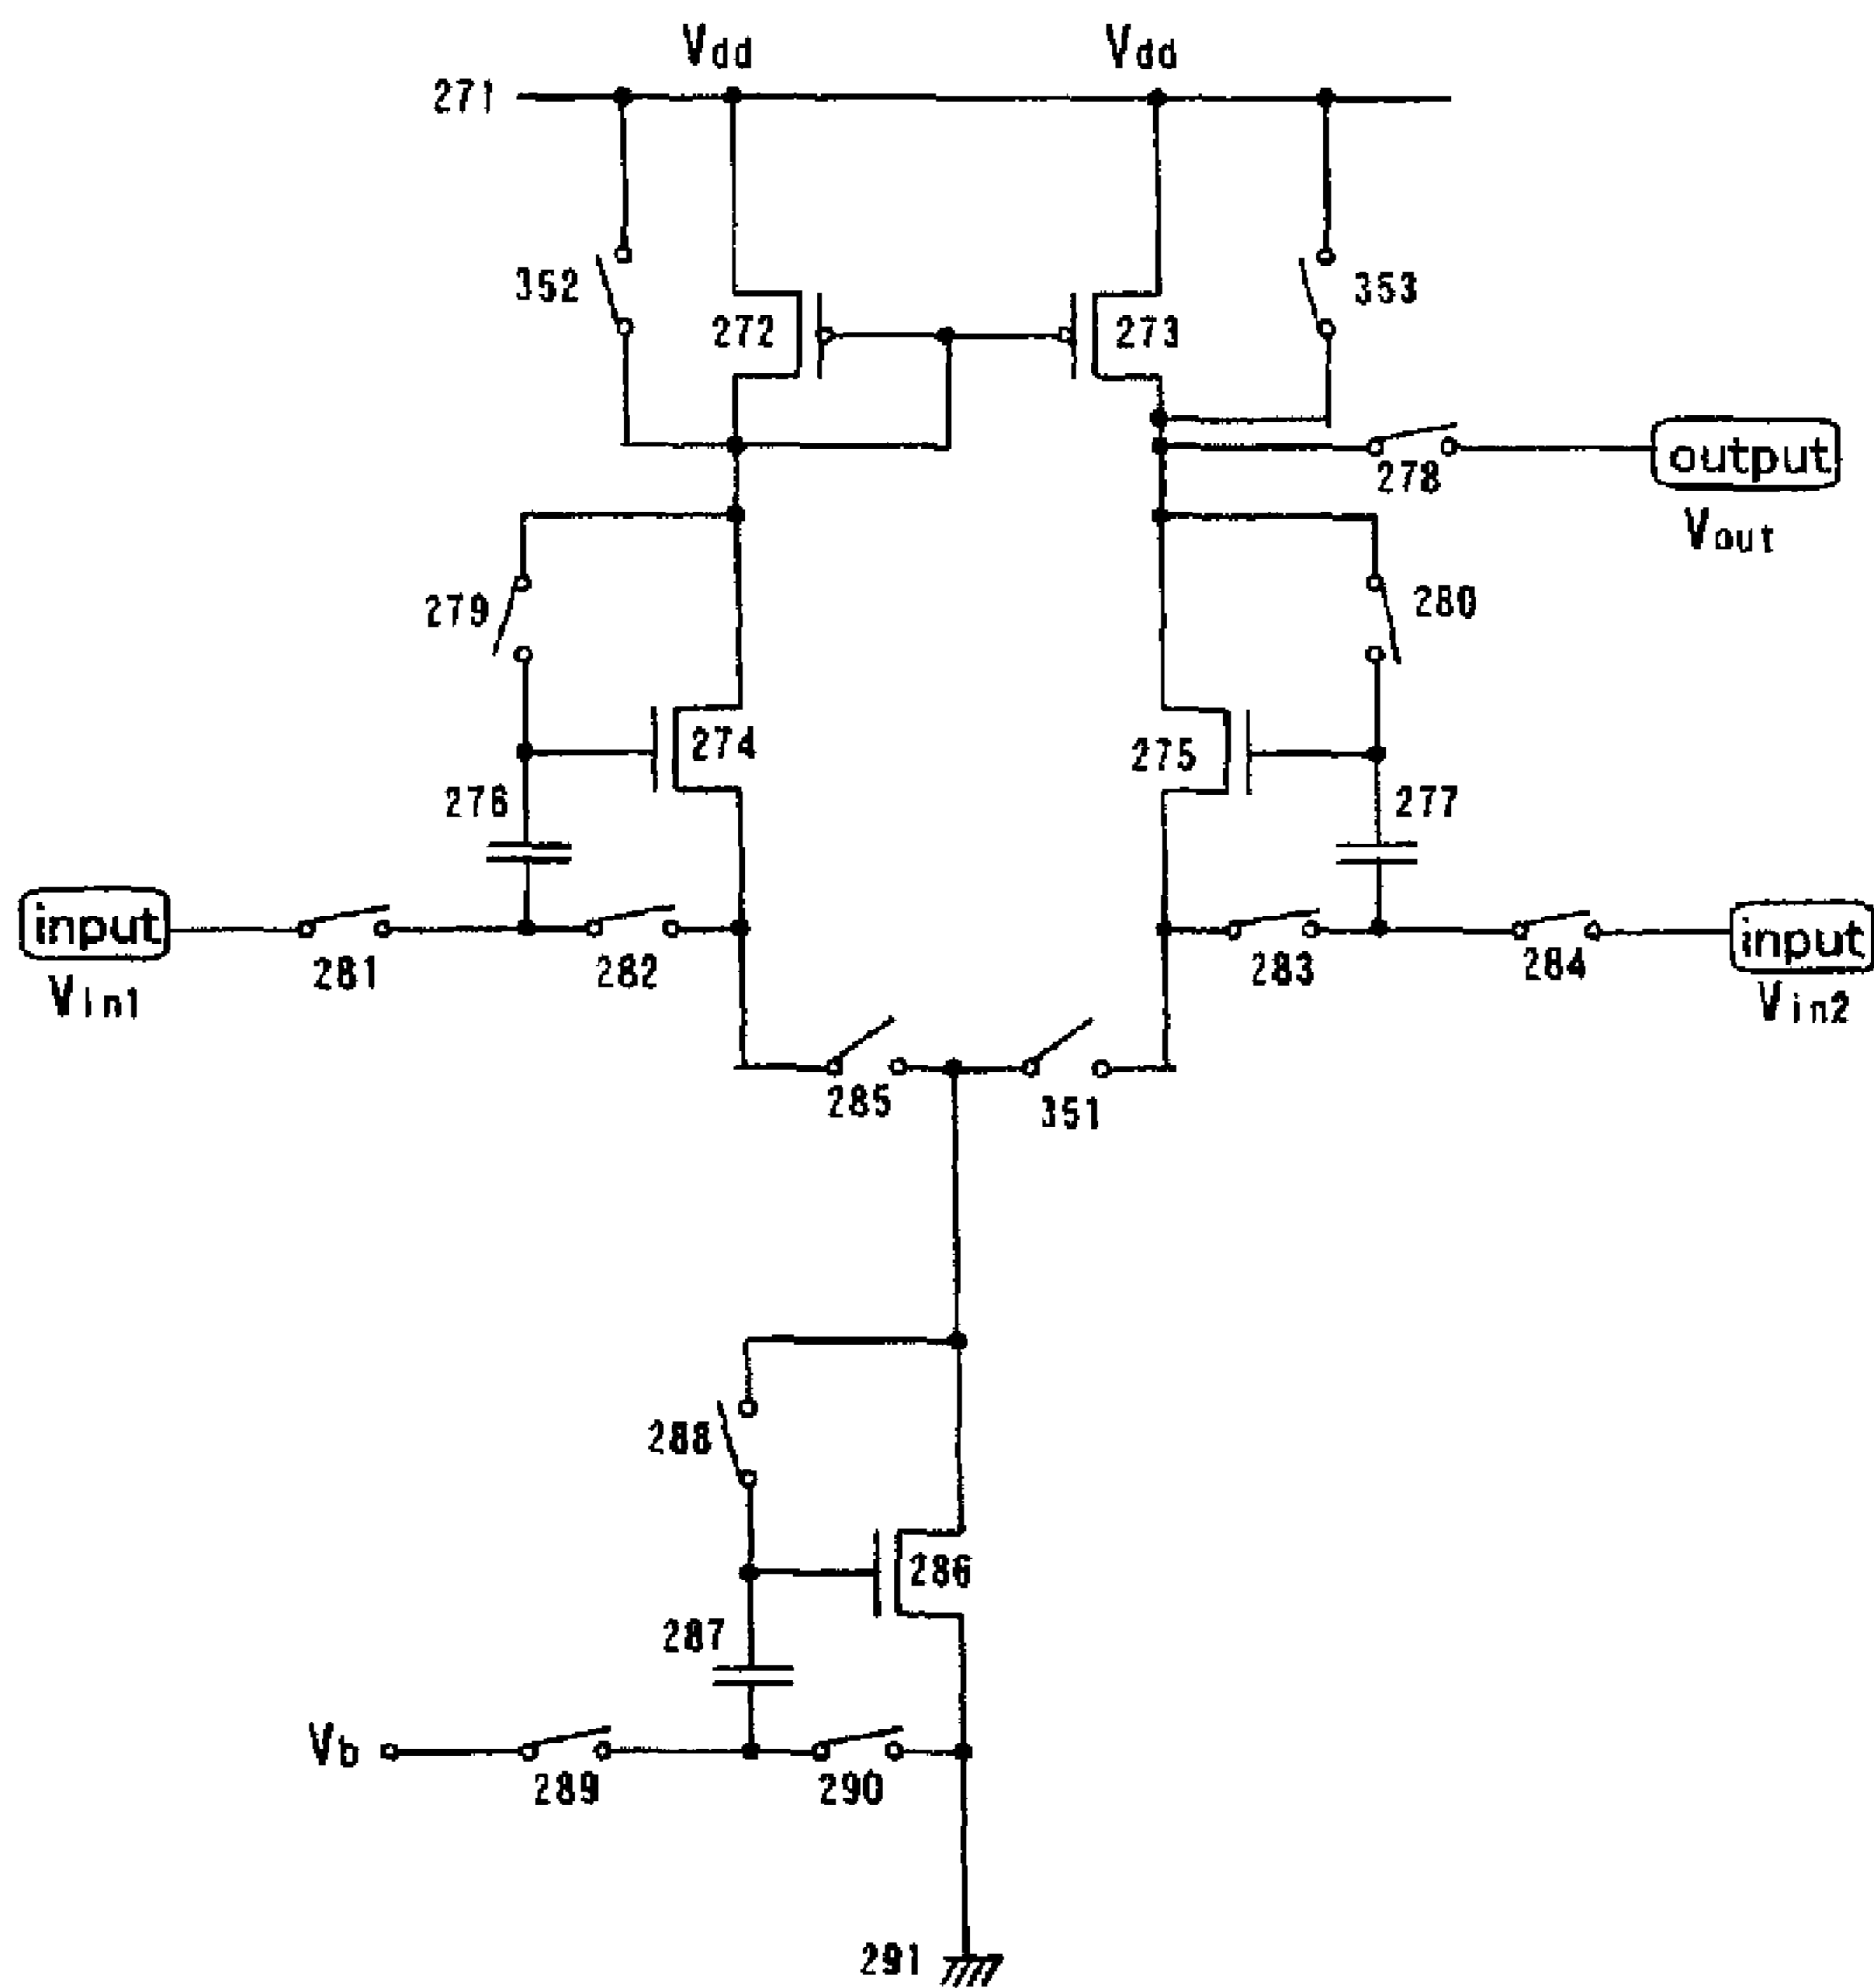 Vdd Vdd
271
352 272 273 353
278 output
Vout
279 280
274 275
276 277
input input
281 282 283 284
Vin1 Vin2
285 351
288
286
287
Vb
289 290
291